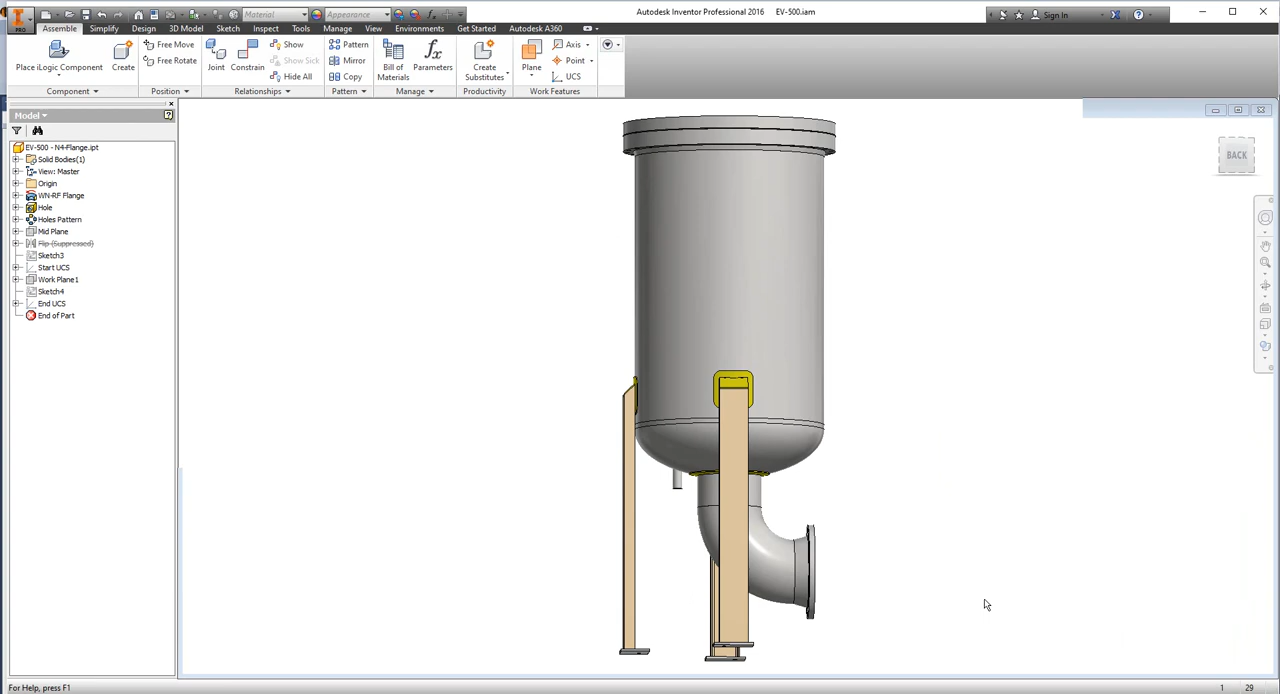 Material
Appearance
Autodesk Inventor Professional 2016 EV-500.iam
Sign In
PRO
Assemble Simplify Design 3D Model Sketch Inspect Tools Manage View Environments Get Started Autodesk A360
Place iLogic Component
Create
Free Move
Free Rotate
Joint
Constrain
Show
Show Sick
Hide All
Pattern
Mirror
Copy
Bill of
Materials
Parameters
Create
Substitutes
Plane
Axis
Point
UCS
Component Position Relationships Pattern Manage Productivity Work Features
Model
EV-500 - N4-Flange.ipt
Solid Bodies(1)
View: Master
Origin
WN-RF Flange
Hole
Holes Pattern
Mid Plane
Flip (Suppressed)
Sketch3
Start UCS
Work Plane1
Sketch4
End UCS
End of Part
BACK
For Help, press F1
1 29